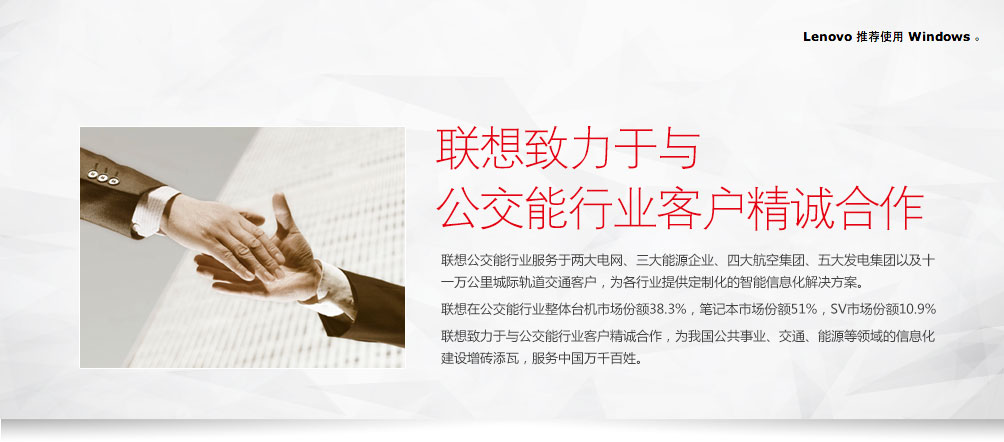 Lenovo 推荐使用 Windows 。
联想致力于与
公交能行业客户精诚合作
联想公交能行业服务于两大电网、三大能源企业、四大航空集团、五大发电集团以及十
一万公里城际轨道交通客户，为各行业提供定制化的智能信息化解决方案。
联想在公交能行业整体台机市场份额38.3%，笔记本市场份额51%，SV市场份额10.9%
联想致力于与公交能行业客户精诚合作，为我国公共事业、交通、能源等领域的信息化
建设增砖添瓦，服务中国万千百姓。